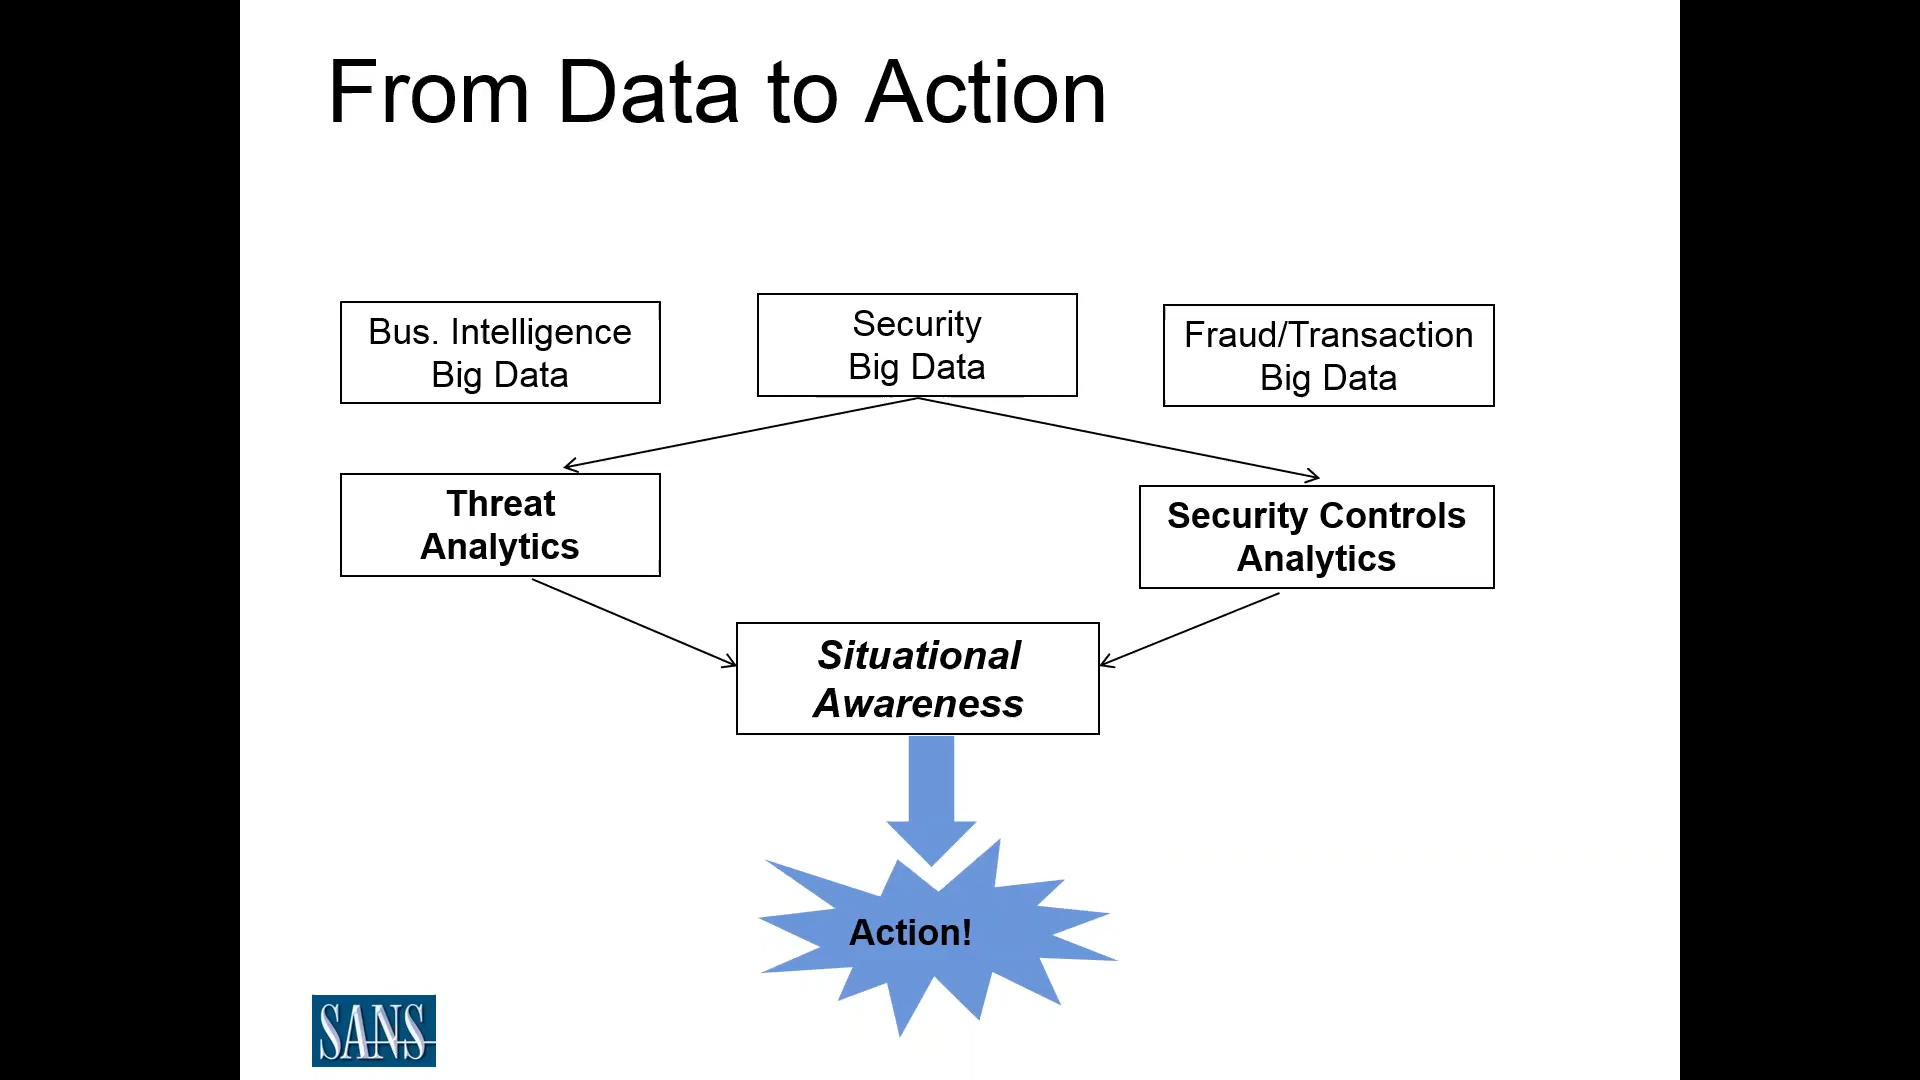 From Data to Action
Bus. Intelligence
Big Data
Security
Big Data
Fraud/Transaction
Big Data
Threat
Analytics
Security Controls
Analytics
Situational
Awareness
Action!
SANS